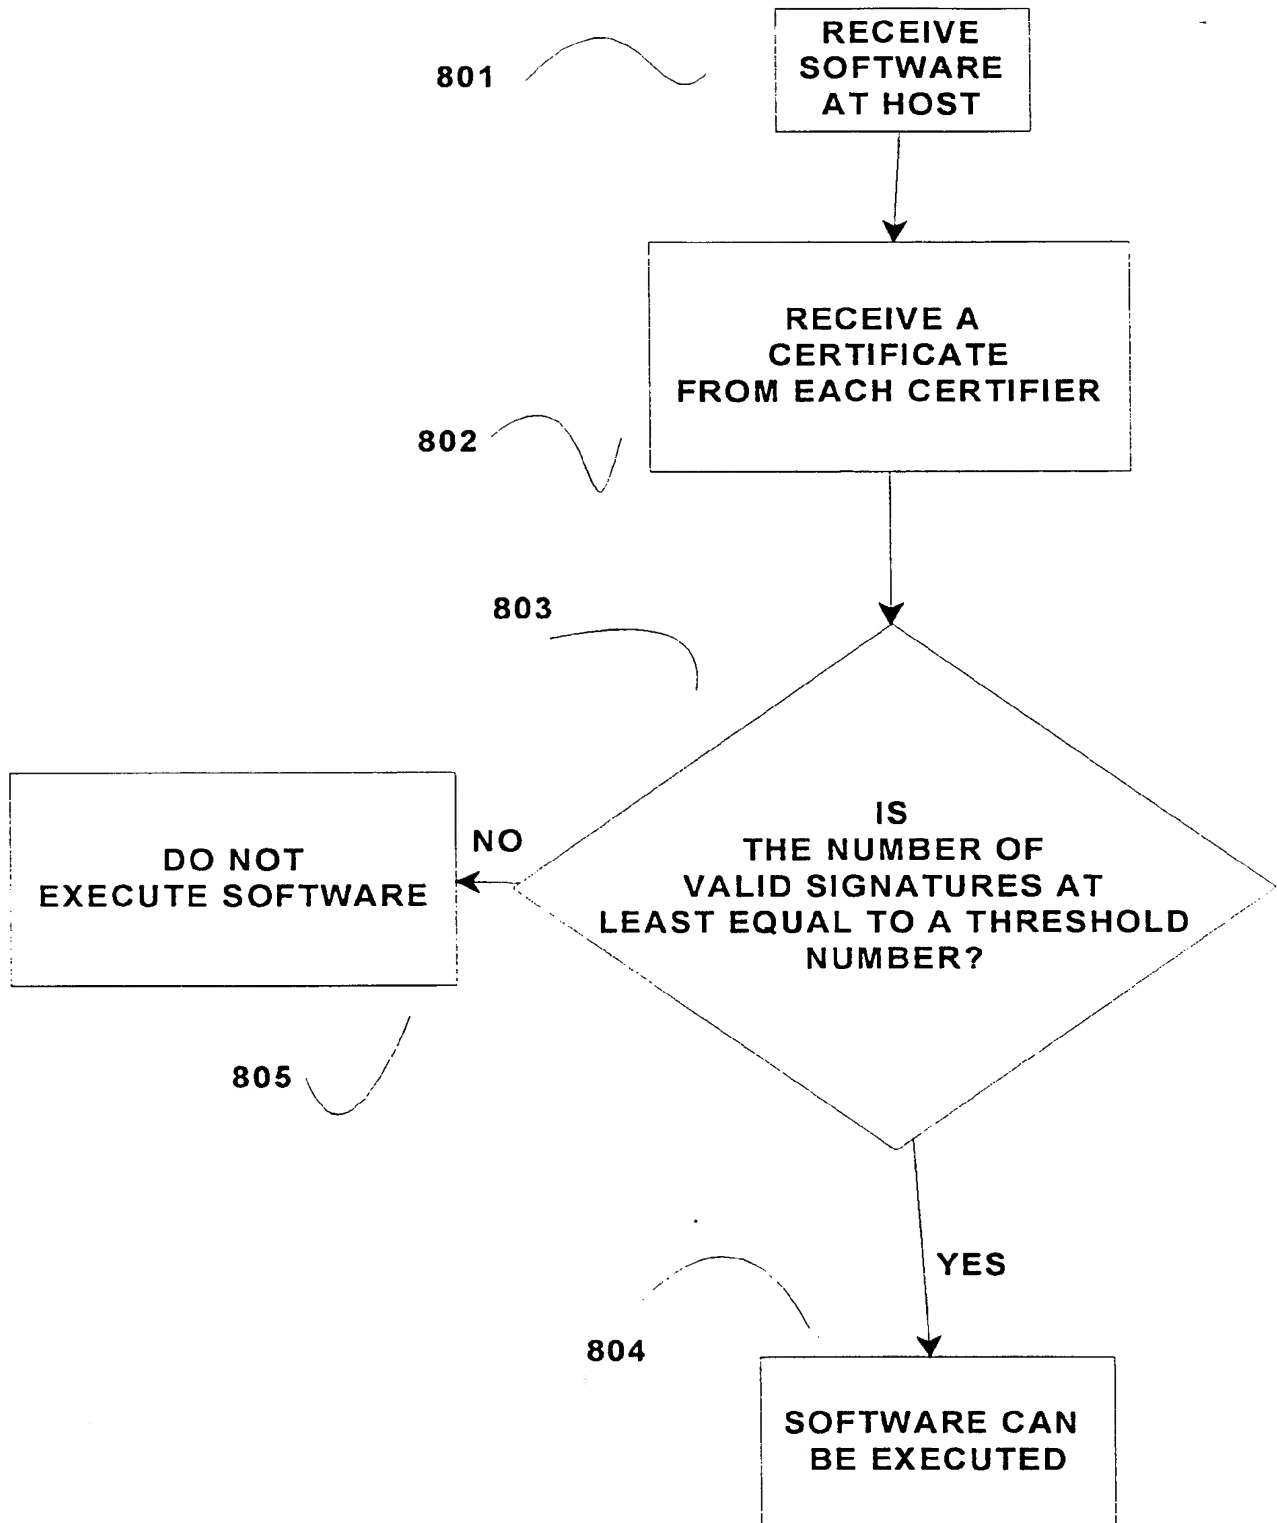 801
RECEIVE
SOFTWARE
AT HOST
RECEIVE A
CERTIFICATE
FROM EACH CERTIFIER
802
803
IS
THE NUMBER OF
VALID SIGNATURES AT
LEAST EQUAL TO A THRESHOLD
NUMBER?
NO
DO NOT
EXECUTE SOFTWARE
805
YES
804
SOFTWARE CAN
BE EXECUTED